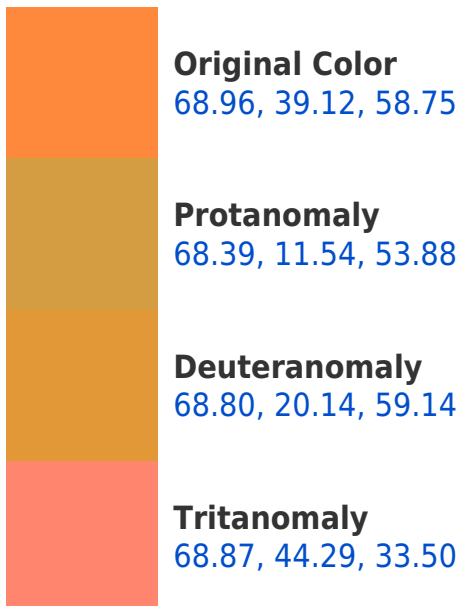 Original Color
68.96, 39.12, 58.75
Protanomaly
68.39, 11.54, 53.88
Deuteranomaly
68.80, 20.14, 59.14
Tritanomaly
68.87, 44.29, 33.50